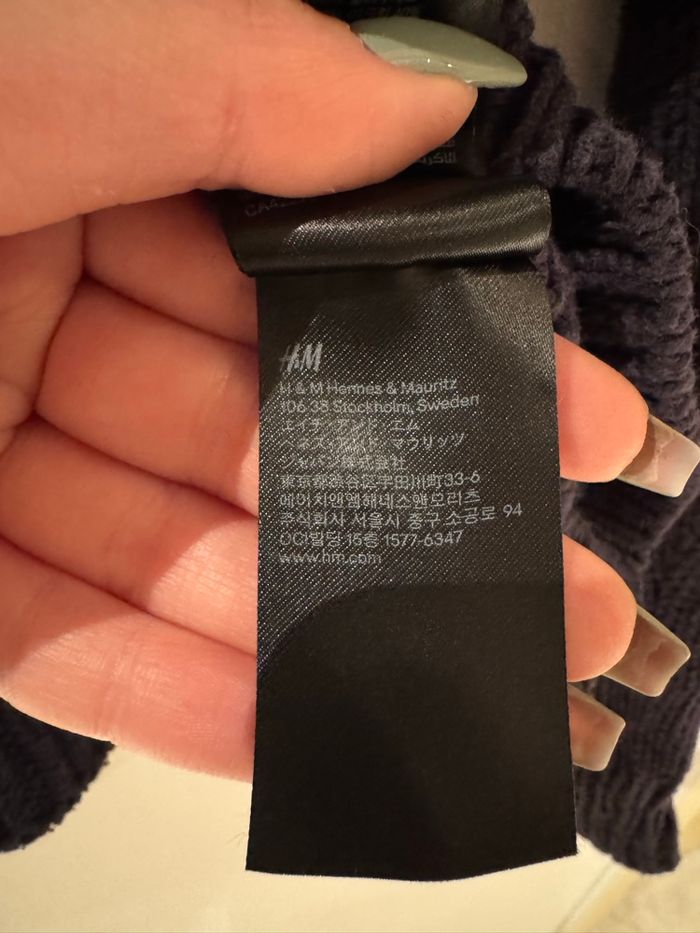 H&M
H & M Hennes & Mauritz
106 38 Stockholm, Sweden
エイチ・アンド・エム
ヘネス・アンド・マウリッツ
ジャパン株式会社
東京都渋谷区宇田川町33-6
에이치앤엠헤네스앤모리츠
주식회사 서울시 중구 소공로 94
OCI빌딩 15층 1577-6347
www.hm.com